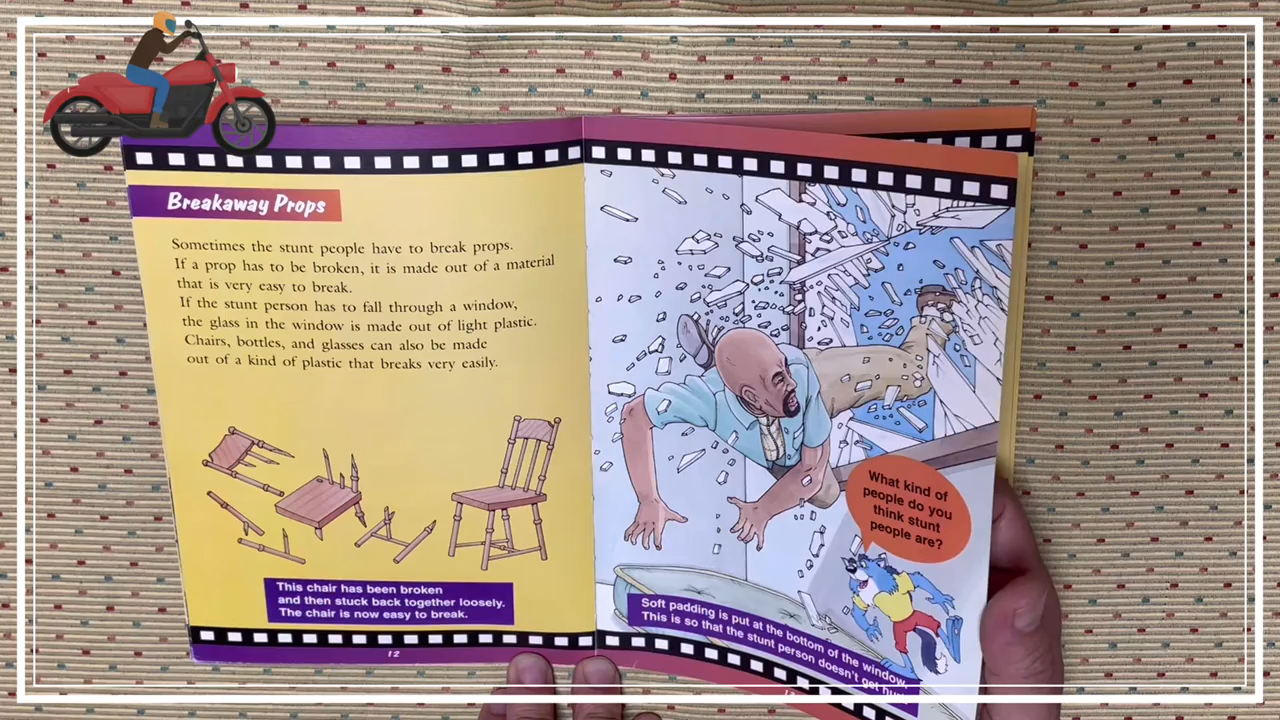 Breakaway Props
Sometimes the stunt people have to break props.
If a prop has to be broken, it is made out of a material
that is very easy to break.
If the stunt person has to fall through a window,
the glass in the window is made out of light plastic.
Chairs, bottles, and glasses can also be made
out of a kind of plastic that breaks very easily.
This chair has been broken
and then stuck back together loosely.
The chair is now easy to break.
12
What kind of
people do you
think stunt
people are?
Soft padding is put at the bottom of the window.
This is so that the stunt person doesn't get